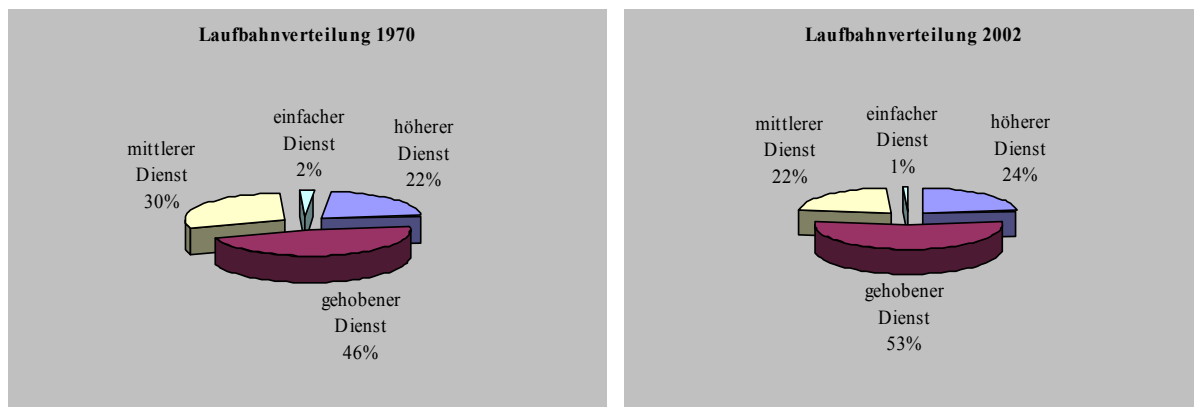 Laufbahnverteilung 1970
einfacher
Dienst
2%
höherer
Dienst
22%
mittlerer
Dienst
30%
gehobener
Dienst
46%
Laufbahnverteilung 2002
einfacher
Dienst
1%
höherer
Dienst
24%
mittlerer
Dienst
22%
gehobener
Dienst
53%